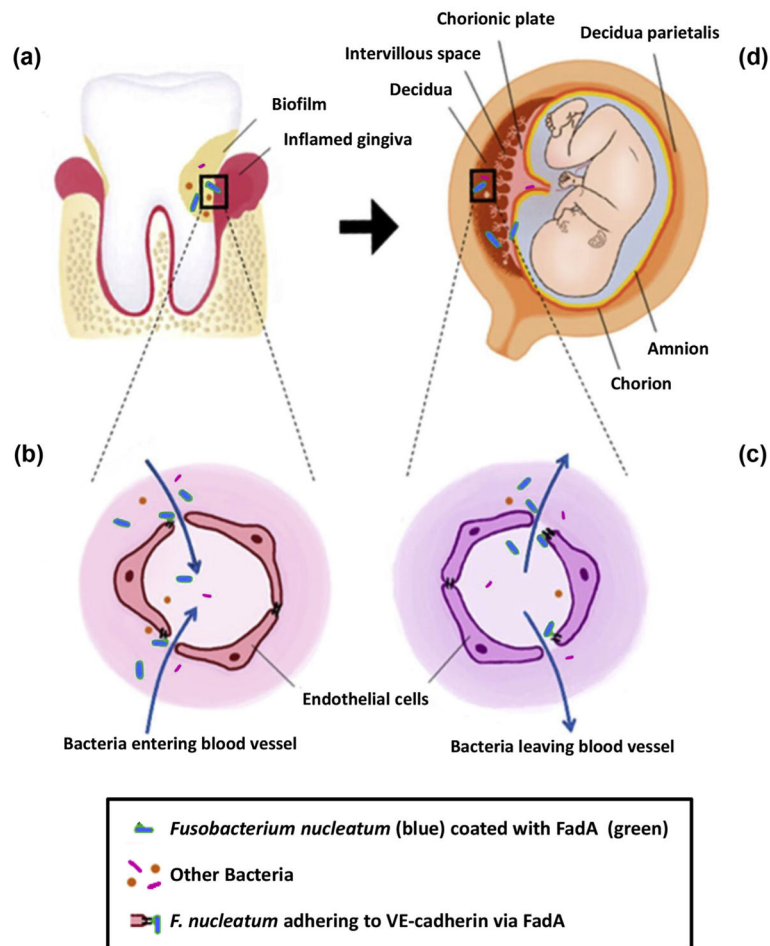 (a)
Biofilm
Inflamed gingiva
Chorionic plate
Intervillous space
Decidua
Decidua parietalis
(d)
Amnion
Chorion
(b)
(c)
Endothelial cells
Bacteria entering blood vessel
Bacteria leaving blood vessel
Fusobacterium nucleatum (blue) coated with FadA (green)
Other Bacteria
F. nucleatum adhering to VE-cadherin via FadA